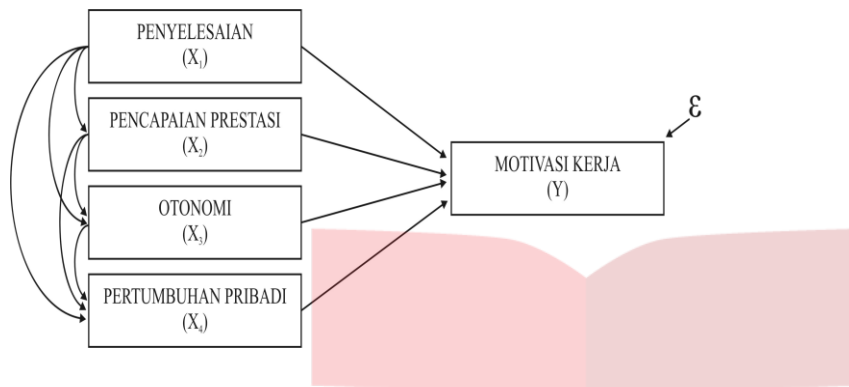 PENYELESAIAN
(X₁)
PENCAPAIAN PRESTASI
(X₂)
OTONOMI
(X₃)
PERTUMBUHAN PRIBADI
(X₄)
ε
MOTIVASI KERJA
(Y)